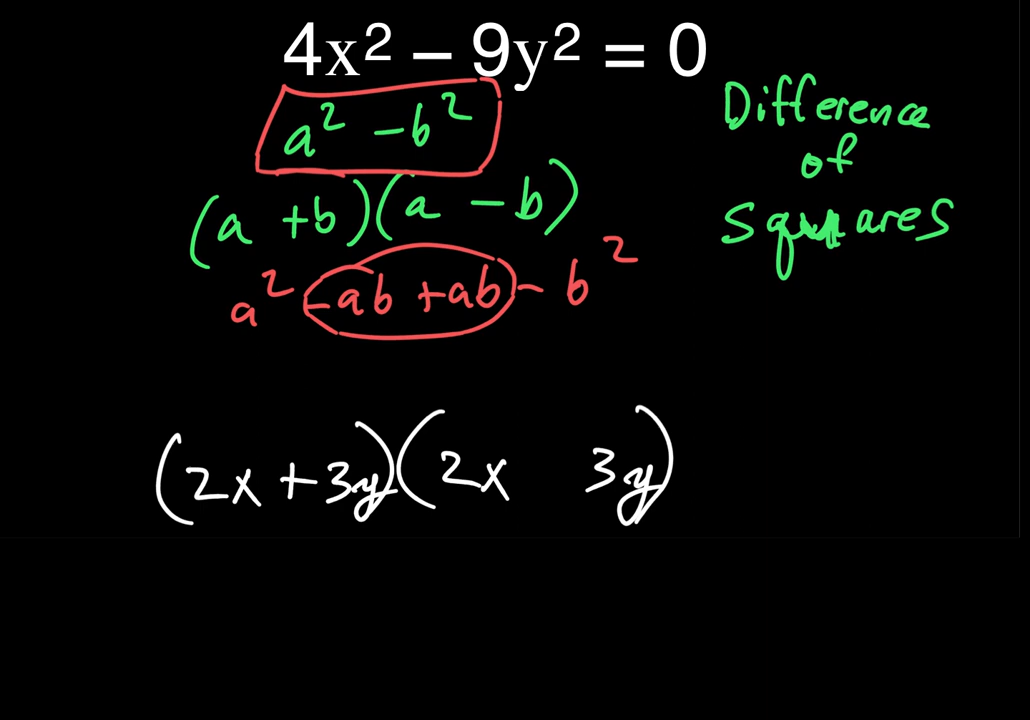 4x² – 9y² = 0
a² - b²
Difference
of
Squares
(a + b)(a - b)
a² - ab + ab - b²
(2x + 3y)(2x 3y)